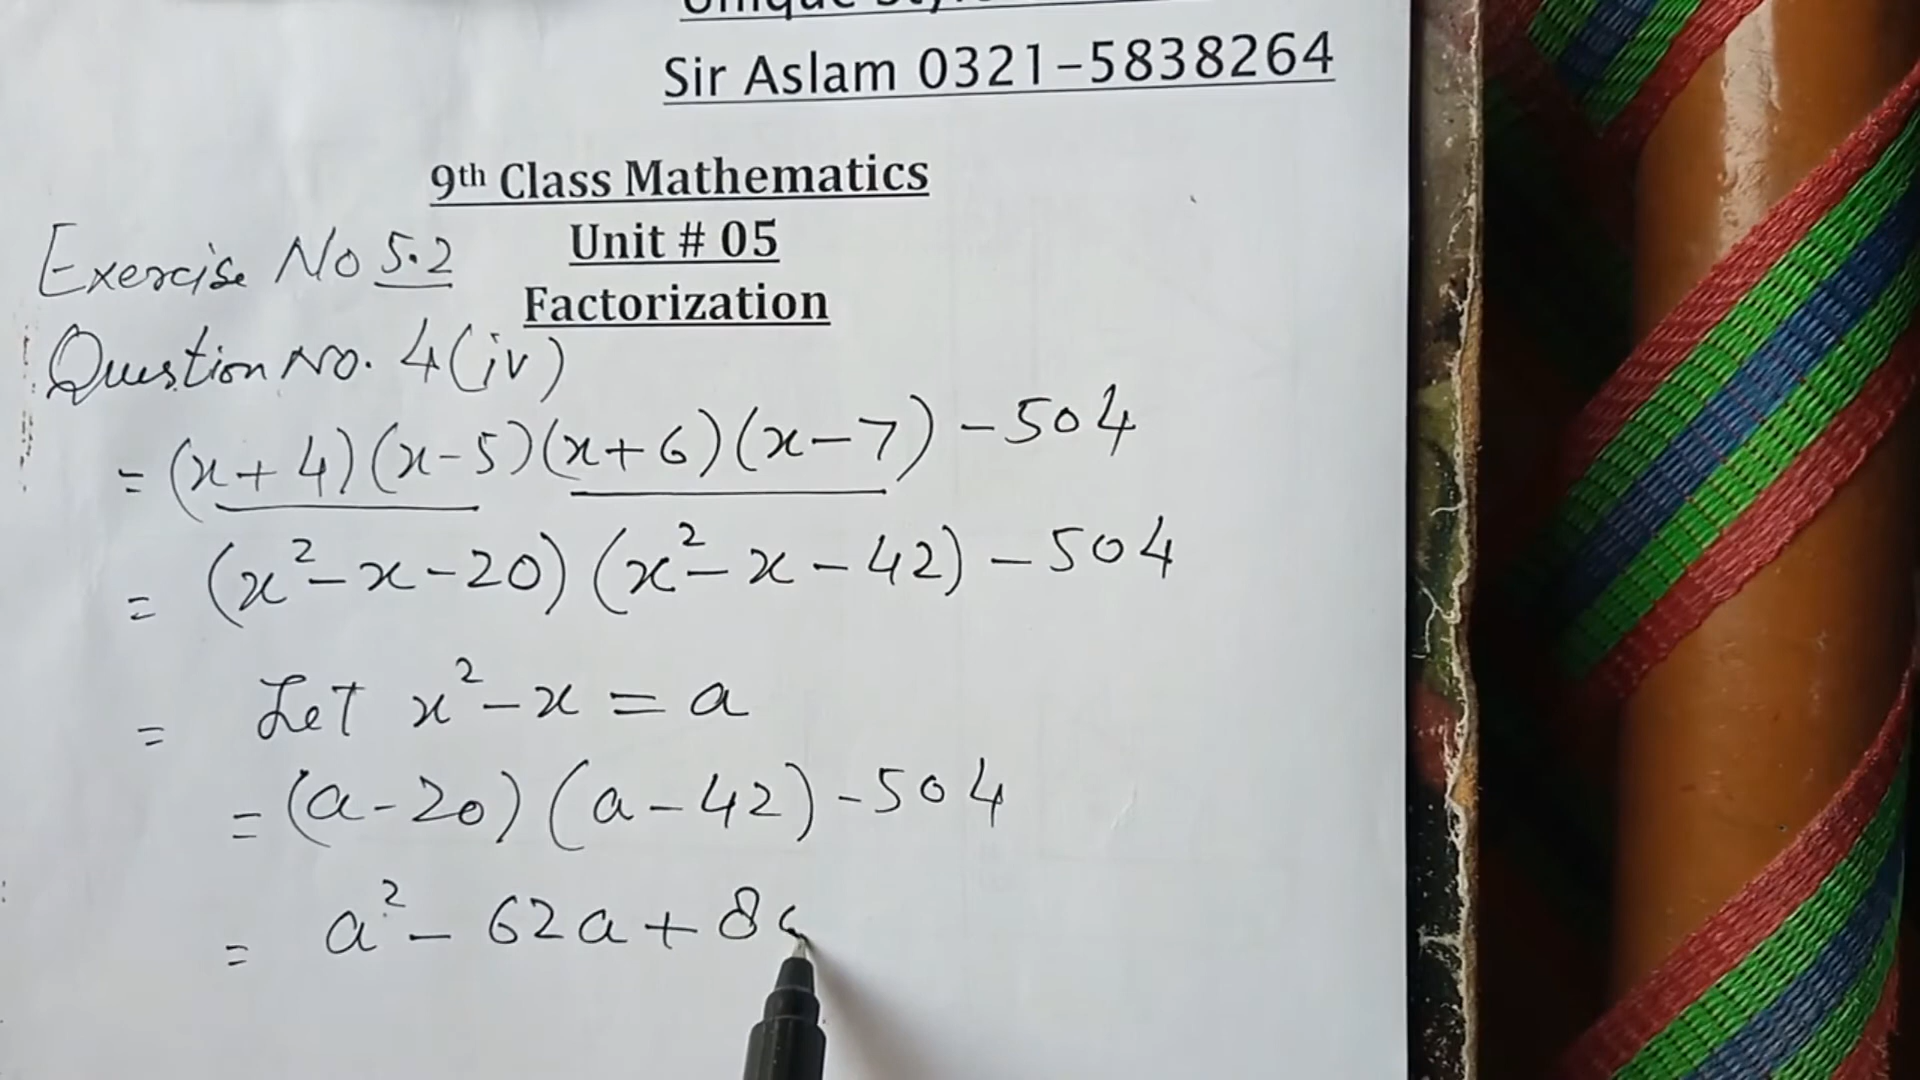 Sir Aslam 0321-5838264
9th Class Mathematics
Unit # 05
Factorization
Exercise No 5.2
Question No. 4(iv)
= (x+4)(x-5)(x+6)(x-7) -504
= (x²-x-20)(x²-x-42) -504
= Let x²-x = a
= (a-20)(a-42) -504
= a² - 62a + 8